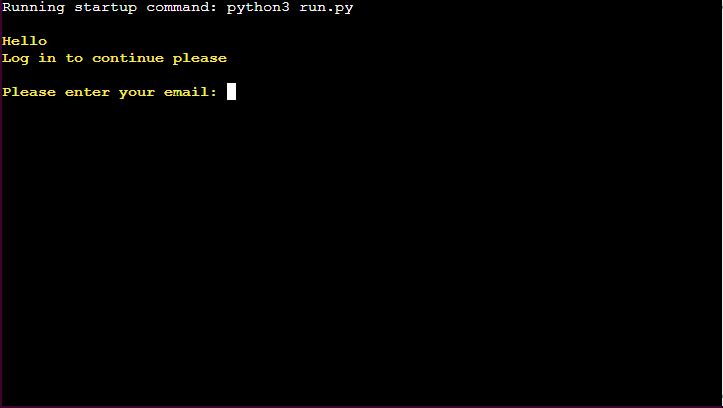 Running startup command: python3 run.py
Hello
Log in to continue please
Please enter your email: